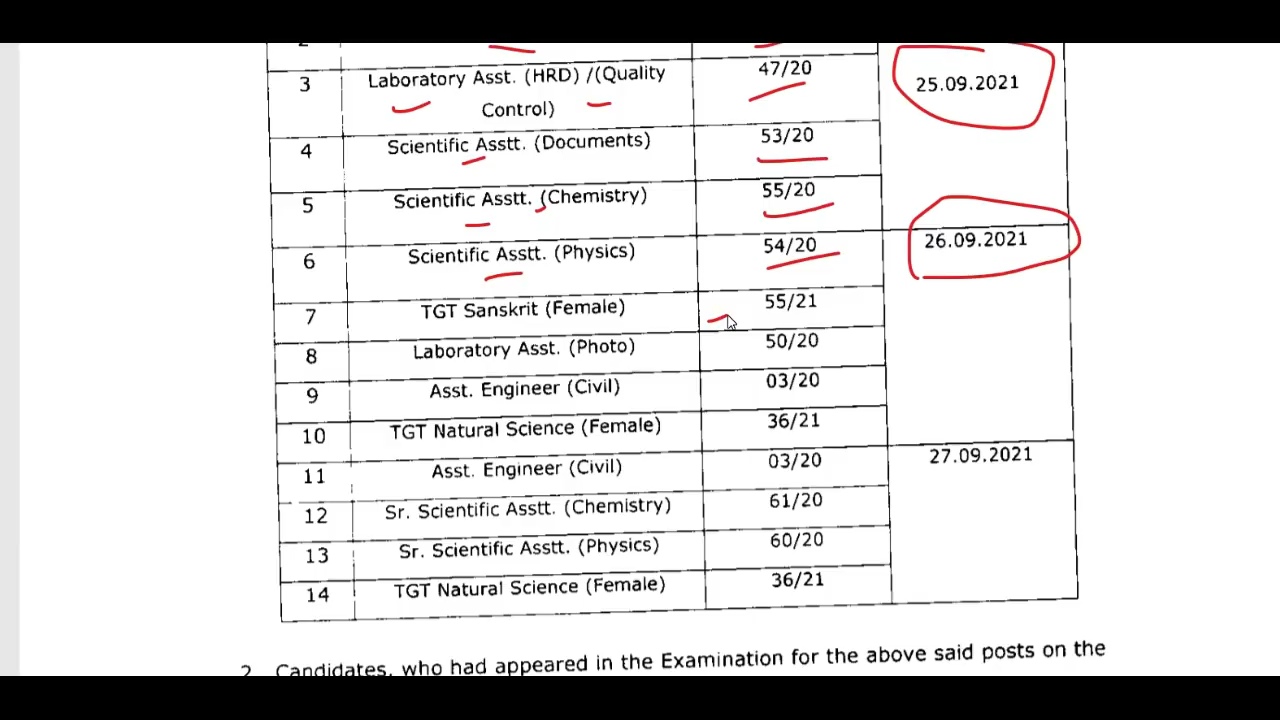 3 Laboratory Asst. (HRD) /(Quality 47/20 25.09.2021
Control)
4 Scientific Asstt. (Documents) 53/20
5 Scientific Asstt. (Chemistry) 55/20
6 Scientific Asstt. (Physics) 54/20 26.09.2021
7 TGT Sanskrit (Female) 55/21
8 Laboratory Asst. (Photo) 50/20
9 Asst. Engineer (Civil) 03/20
10 TGT Natural Science (Female) 36/21
11 Asst. Engineer (Civil) 03/20 27.09.2021
12 Sr. Scientific Asstt. (Chemistry) 61/20
13 Sr. Scientific Asstt. (Physics) 60/20
14 TGT Natural Science (Female) 36/21
2 Candidates, who had appeared in the Examination for the above said posts on the